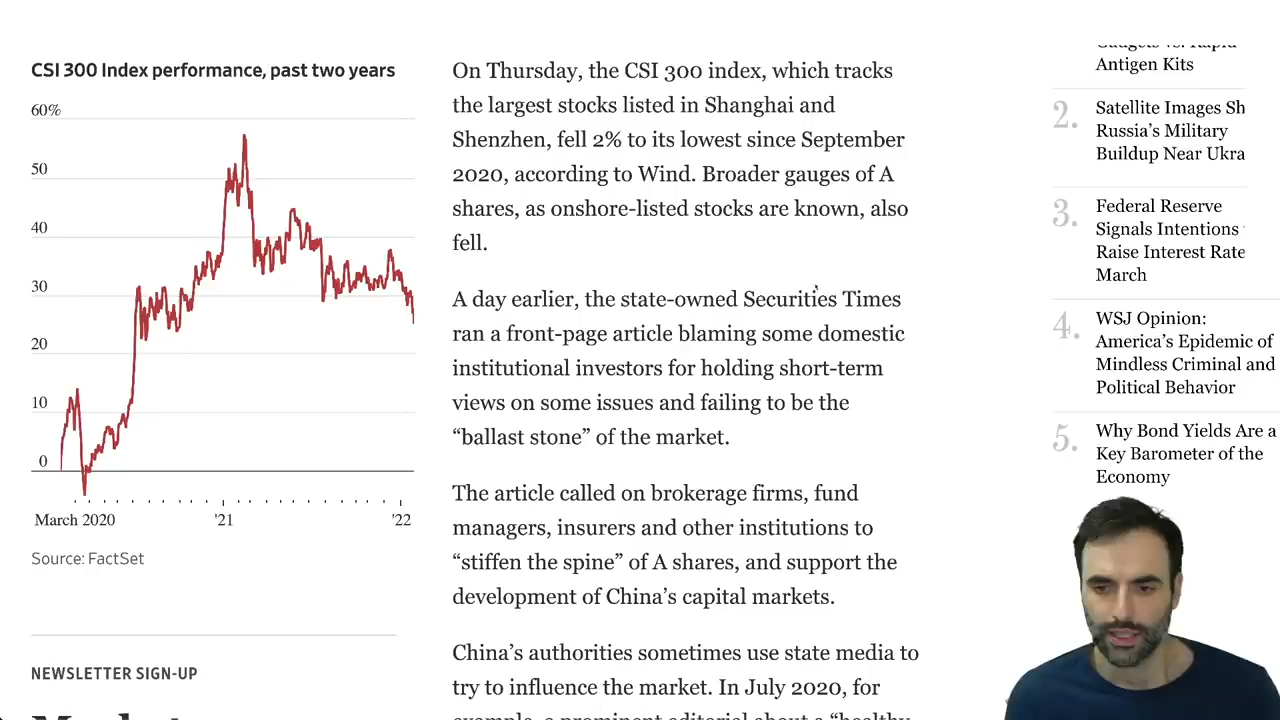 CSI 300 Index performance, past two years
60%
50
40
30
20
10
0
March 2020 '21 '22
Source: FactSet
NEWSLETTER SIGN-UP
On Thursday, the CSI 300 index, which tracks
the largest stocks listed in Shanghai and
Shenzhen, fell 2% to its lowest since September
2020, according to Wind. Broader gauges of A
shares, as onshore-listed stocks are known, also
fell.
A day earlier, the state-owned Securities Times
ran a front-page article blaming some domestic
institutional investors for holding short-term
views on some issues and failing to be the
“ballast stone” of the market.
The article called on brokerage firms, fund
managers, insurers and other institutions to
“stiffen the spine” of A shares, and support the
development of China’s capital markets.
China’s authorities sometimes use state media to
try to influence the market. In July 2020, for
example, a prominent editorial about a “healthy
Gadgets vs. Rapid
Antigen Kits
2. Satellite Images Sh
Russia’s Military
Buildup Near Ukra
3. Federal Reserve
Signals Intentions
Raise Interest Rate
March
4. WSJ Opinion:
America’s Epidemic of
Mindless Criminal and
Political Behavior
5. Why Bond Yields Are a
Key Barometer of the
Economy